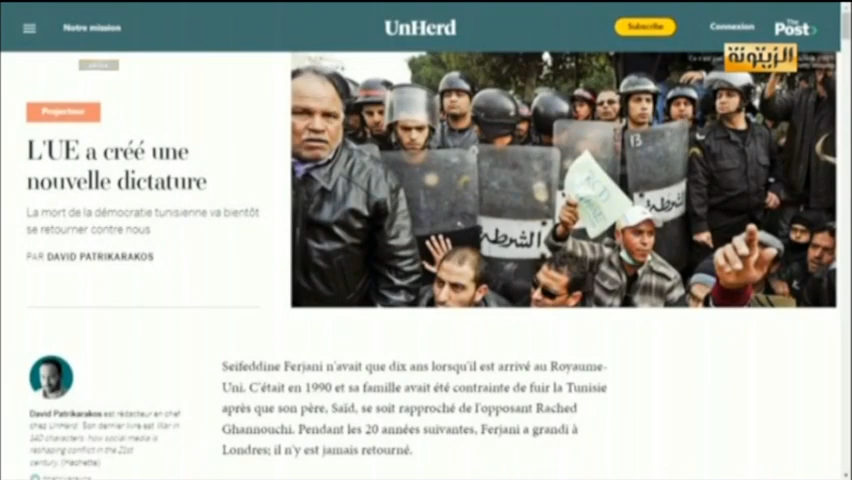 Notre mission
UnHerd
Subscribe
Connexion
The
Post
الزيتونة
Projecteur
L'UE a créé une
nouvelle dictature
La mort de la démocratie tunisienne va bientôt
se retourner contre nous
PAR DAVID PATRIKARAKOS
13
الشرطة
الشرطة
RCD
Seifeddine Ferjani n'avait que dix ans lorsqu'il est arrivé au Royaume-
Uni. C'était en 1990 et sa famille avait été contrainte de fuir la Tunisie
après que son père, Saïd, se soit rapproché de l'opposant Rached
Ghannouchi. Pendant les 20 années suivantes, Ferjani a grandi à
Londres; il n'y est jamais retourné.
David Patrikarakos est rédacteur en chef
chez UnHerd. Son dernier livre est War in
140 characters: how social media is
reshaping conflict in the 21st
century. (Hachette)